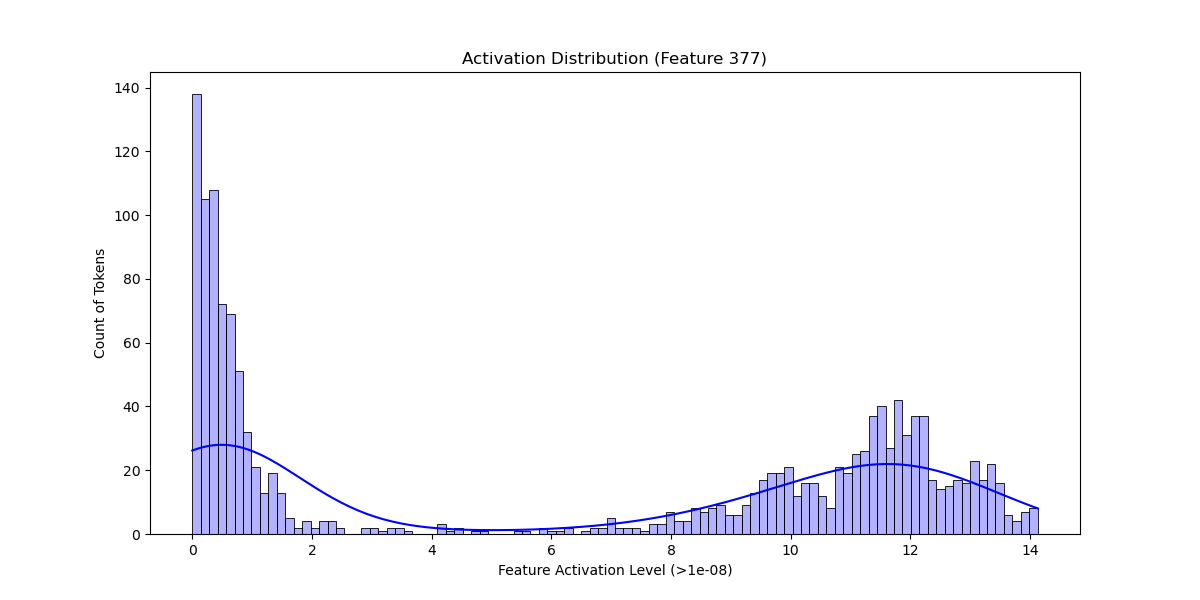 Activation Distribution (Feature 377)
140
120
100
80
60
40
20
0
Count of Tokens
0 2 4 6 8 10 12 14
Feature Activation Level (>1e-08)